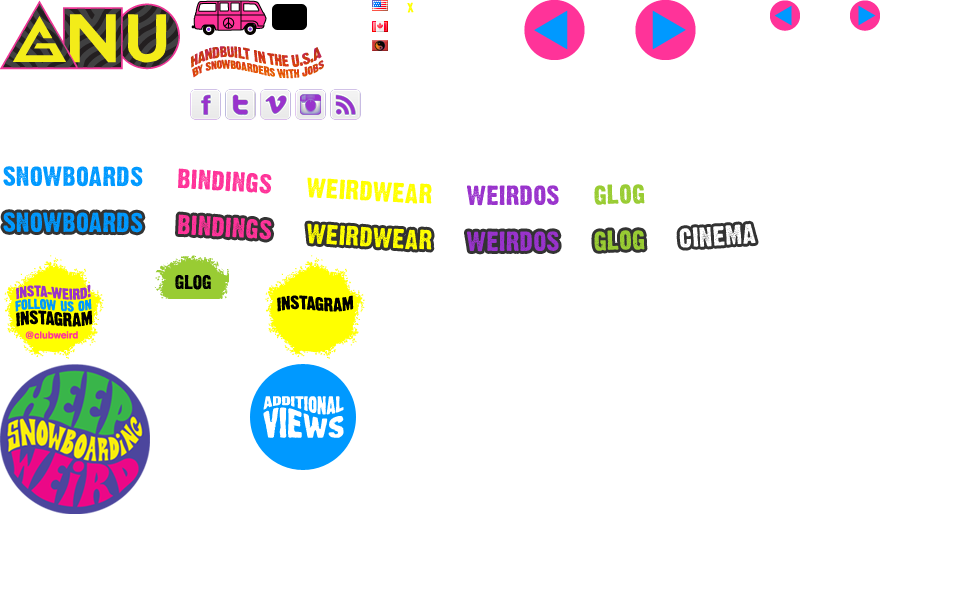 GNU
HANDBUILT IN THE U.S.A
BY SNOWBOARDERS WITH JOBS
X
f t v
SNOWBOARDS BINDINGS WEIRDWEAR WEIRDOS GLOG
SNOWBOARDS BINDINGS WEIRDWEAR WEIRDOS GLOG CINEMA
INSTA-WEIRD!
FOLLOW US ON
INSTAGRAM
@clubweird
GLOG
INSTAGRAM
KEEP
SNOWBOARDING
WEIRD
ADDITIONAL
VIEWS